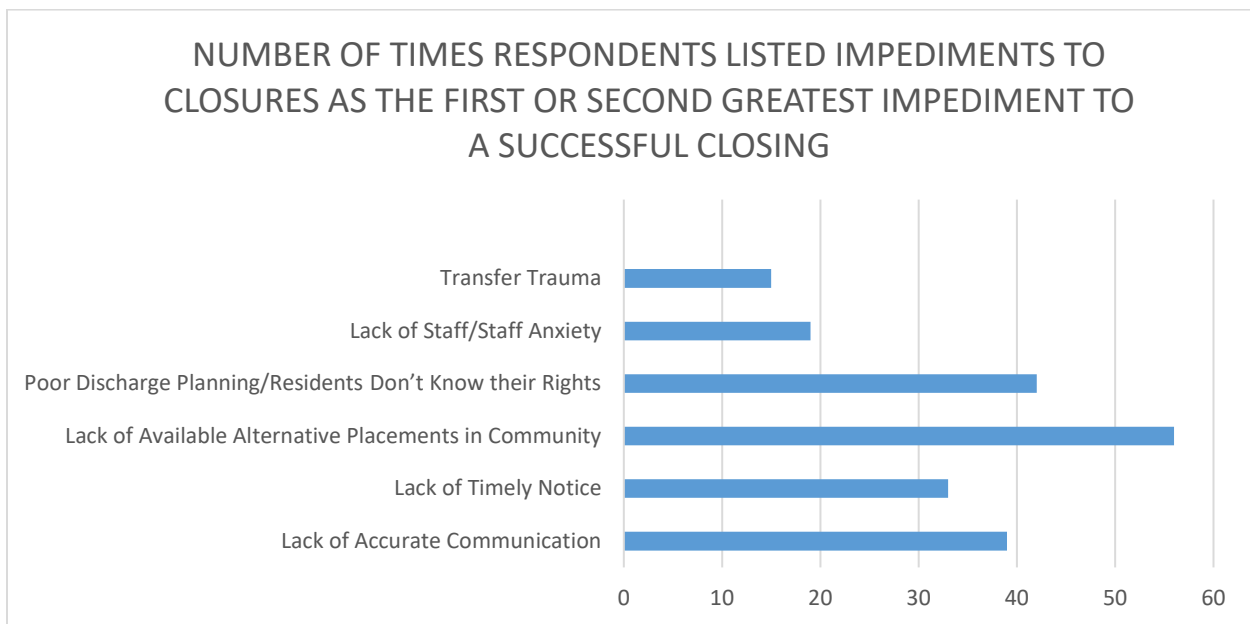 NUMBER OF TIMES RESPONDENTS LISTED IMPEDIMENTS TO
CLOSURES AS THE FIRST OR SECOND GREATEST IMPEDIMENT TO
A SUCCESSFUL CLOSING
Transfer Trauma
Lack of Staff/Staff Anxiety
Poor Discharge Planning/Residents Don’t Know their Rights
Lack of Available Alternative Placements in Community
Lack of Timely Notice
Lack of Accurate Communication
0 10 20 30 40 50 60